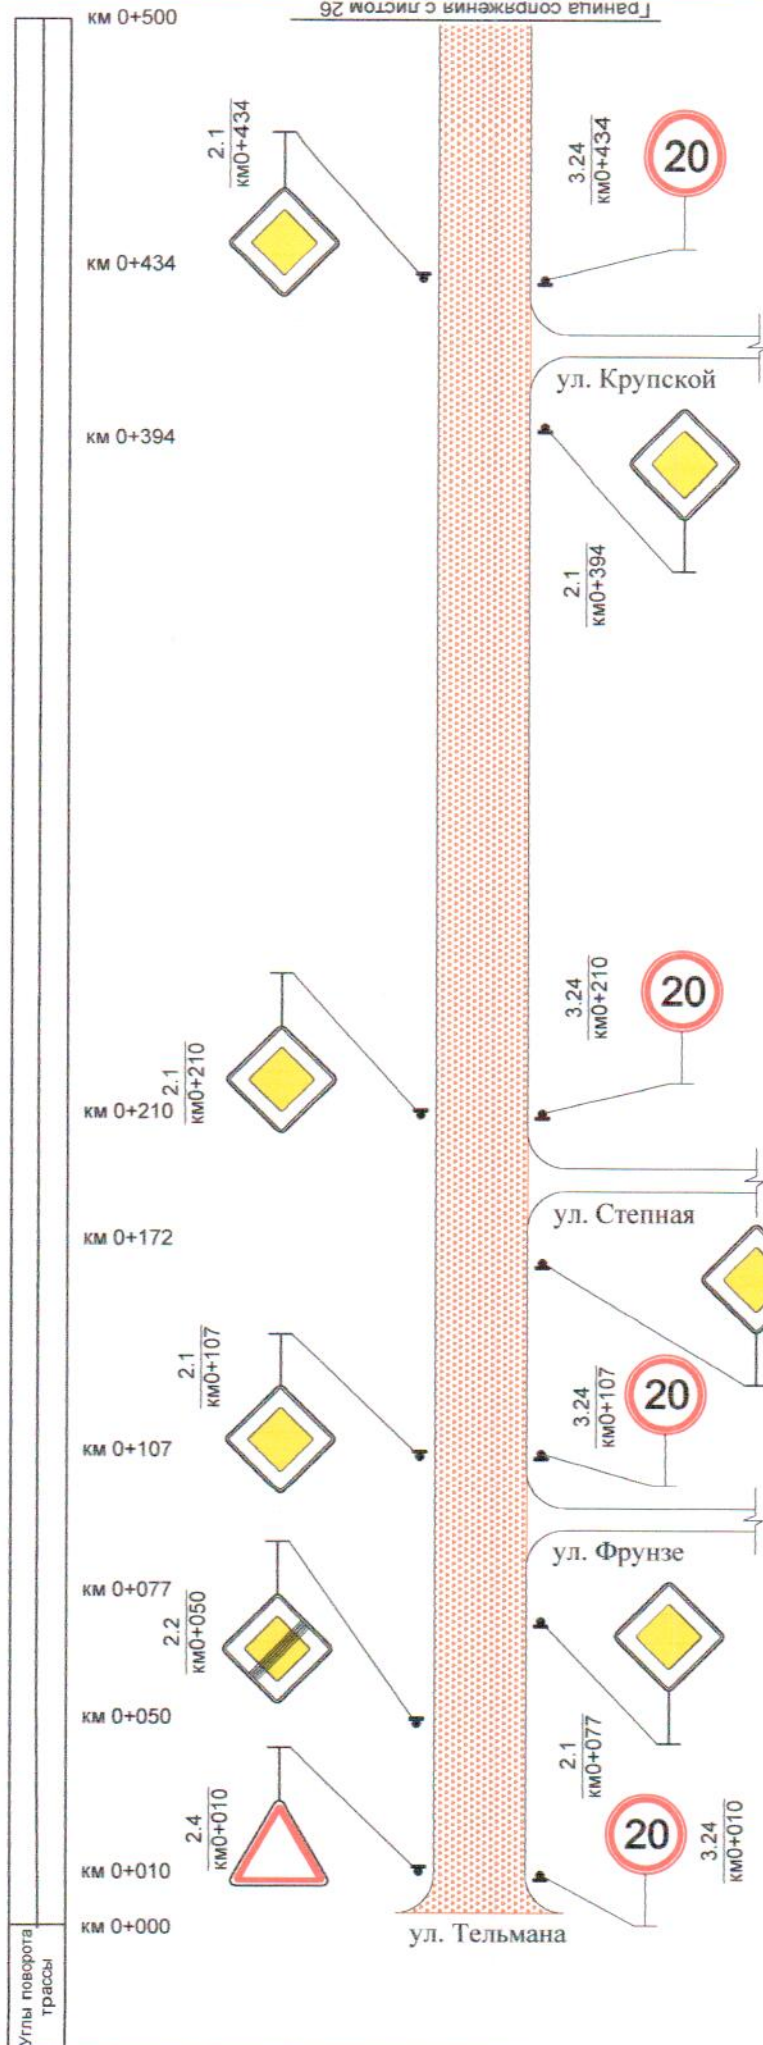 км 0+500
Граница сопряжения с листом 26
2.1
км0+434
3.24
км0+434
20
км 0+434
ул. Крупской
км 0+394
2.1
км0+394
3.24
км0+210
20
2.1
км0+210
км 0+210
ул. Степная
км 0+172
2.1
км0+107
3.24
км0+107
20
км 0+107
ул. Фрунзе
км 0+077
2.2
км0+050
км 0+050
2.1
км0+077
2.4
км0+010
20
3.24
км0+010
км 0+010
км 0+000
ул. Тельмана
Углы поворота
трассы